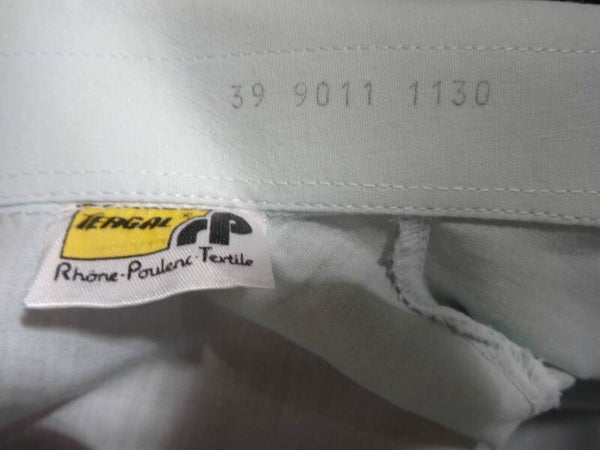 39 9011 1130
TERGAL rp
Rhône-Poulenc-Textile